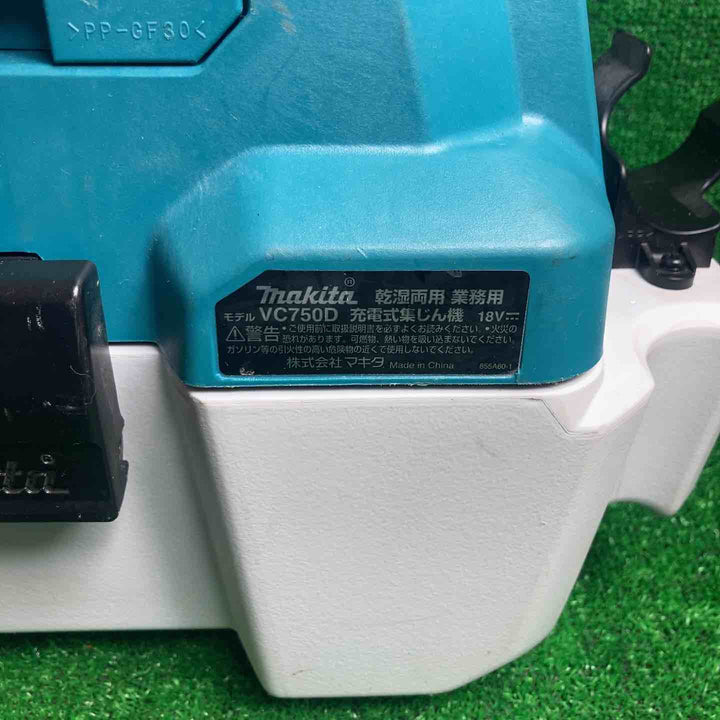 >PP-GF30<
makita® 乾湿両用 業務用
モデル VC750D 充電式集じん機 18V⎓
⚠警告 •ご使用前に取扱説明書を必ずよくお読みください。•火災の
恐れがあります。可燃物、熱い物を吸い込まないでください。
ガソリン等の引火性の高い危険物の近くで使用しないでください。
株式会社マキタ Made in China 855A60-1
kita